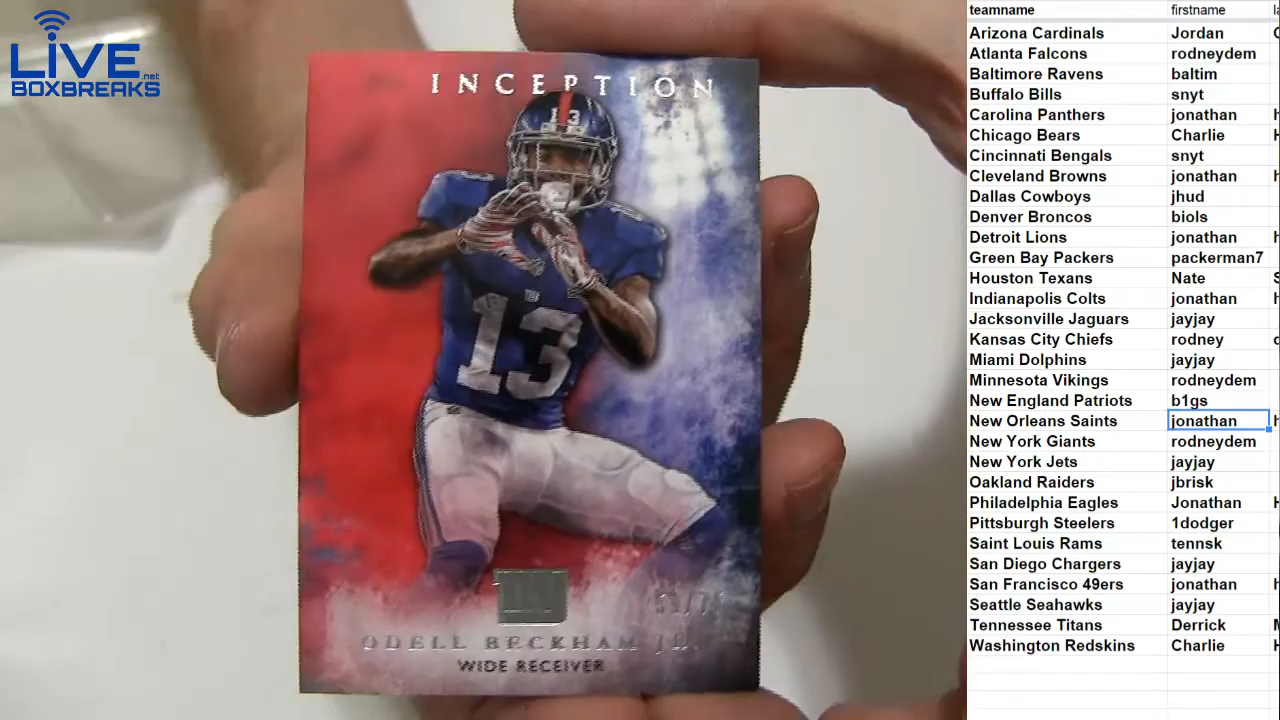 LIVE
.net
BOXBREAKS
INCEPTION
13
13
ODELL BECKHAM JR.
WIDE RECEIVER
teamname firstname
Arizona Cardinals Jordan
Atlanta Falcons rodneydem
Baltimore Ravens baltim
Buffalo Bills snyt
Carolina Panthers jonathan
Chicago Bears Charlie
Cincinnati Bengals snyt
Cleveland Browns jonathan
Dallas Cowboys jhud
Denver Broncos biols
Detroit Lions jonathan
Green Bay Packers packerman7
Houston Texans Nate
Indianapolis Colts jonathan
Jacksonville Jaguars jayjay
Kansas City Chiefs rodney
Miami Dolphins jayjay
Minnesota Vikings rodneydem
New England Patriots b1gs
New Orleans Saints jonathan
New York Giants rodneydem
New York Jets jayjay
Oakland Raiders jbrisk
Philadelphia Eagles Jonathan
Pittsburgh Steelers 1dodger
Saint Louis Rams tennsk
San Diego Chargers jayjay
San Francisco 49ers jonathan
Seattle Seahawks jayjay
Tennessee Titans Derrick
Washington Redskins Charlie